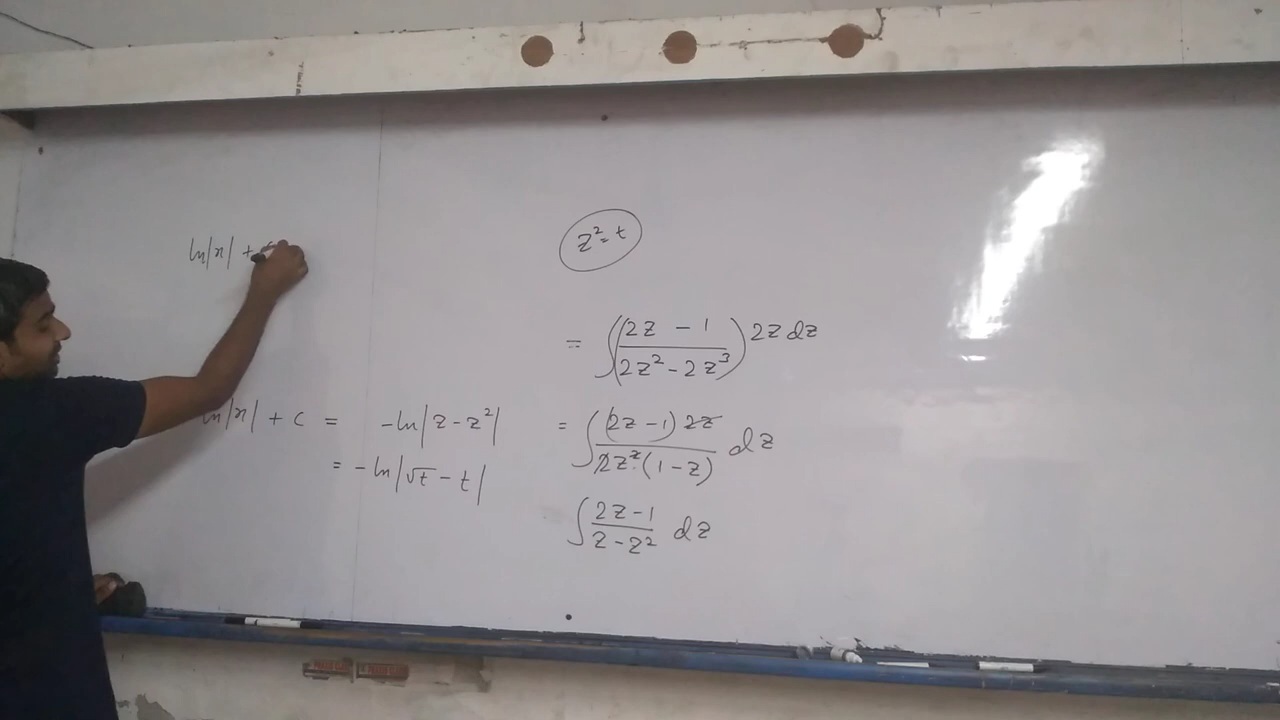 ln|x| +
z² = t
= ∫(2z - 1 / 2z² - 2z³) 2z dz
ln|x| + c = -ln|z - z²|
= -ln|√t - t|
= ∫ (2z - 1) 2z / 2z² (1 - z) dz
∫ 2z - 1 / z - z² dz